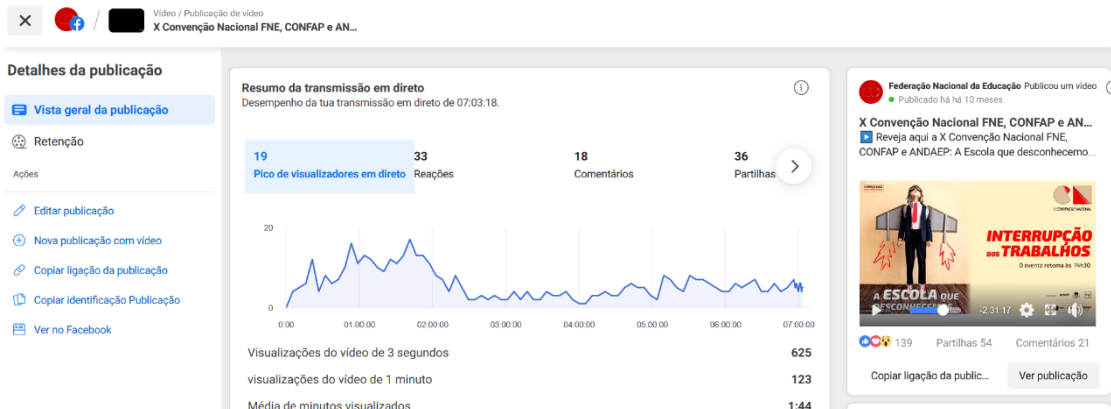 Vídeo / Publicação de vídeo
X Convenção Nacional FNE, CONFAP e AN...
Detalhes da publicação
Vista geral da publicação
Retenção
Ações
Editar publicação
Nova publicação com vídeo
Copiar ligação da publicação
Copiar identificação Publicação
Ver no Facebook
Resumo da transmissão em direto
Desempenho da tua transmissão em direto de 07:03:18.
19
Pico de visualizadores em direto
33
Reações
18
Comentários
36
Partilhas
20
0
0:00 01:00:00 02:00:00 03:00:00 04:00:00 05:00:00 06:00:00 07:00:00
Visualizações do vídeo de 3 segundos 625
visualizações do vídeo de 1 minuto 123
Média de minutos visualizados 1:44
Federação Nacional da Educação Publicou um vídeo
Publicado há há 10 meses
X Convenção Nacional FNE, CONFAP e AN...
Reveja aqui a X Convenção Nacional FNE,
CONFAP e ANDAEP: A Escola que desconhecemo...
X CONVENÇÃO NACIONAL
INTERRUPÇÃO
DOS TRABALHOS
O evento retoma às 14h30
A ESCOLA QUE
DESCONHECEMOS
-2:31:17
139 Partilhas 54 Comentários 21
Copiar ligação da public... Ver publicação